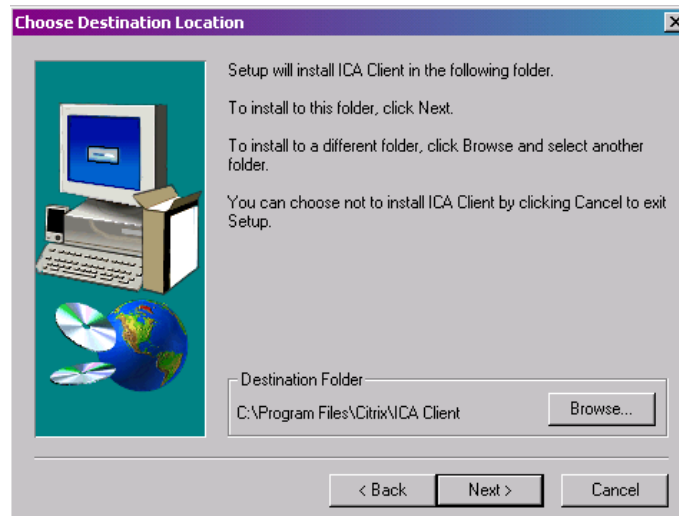 Choose Destination Location
Setup will install ICA Client in the following folder.
To install to this folder, click Next.
To install to a different folder, click Browse and select another
folder.
You can choose not to install ICA Client by clicking Cancel to exit
Setup.
Destination Folder
C:\Program Files\Citrix\ICA Client
Browse...
< Back
Next >
Cancel